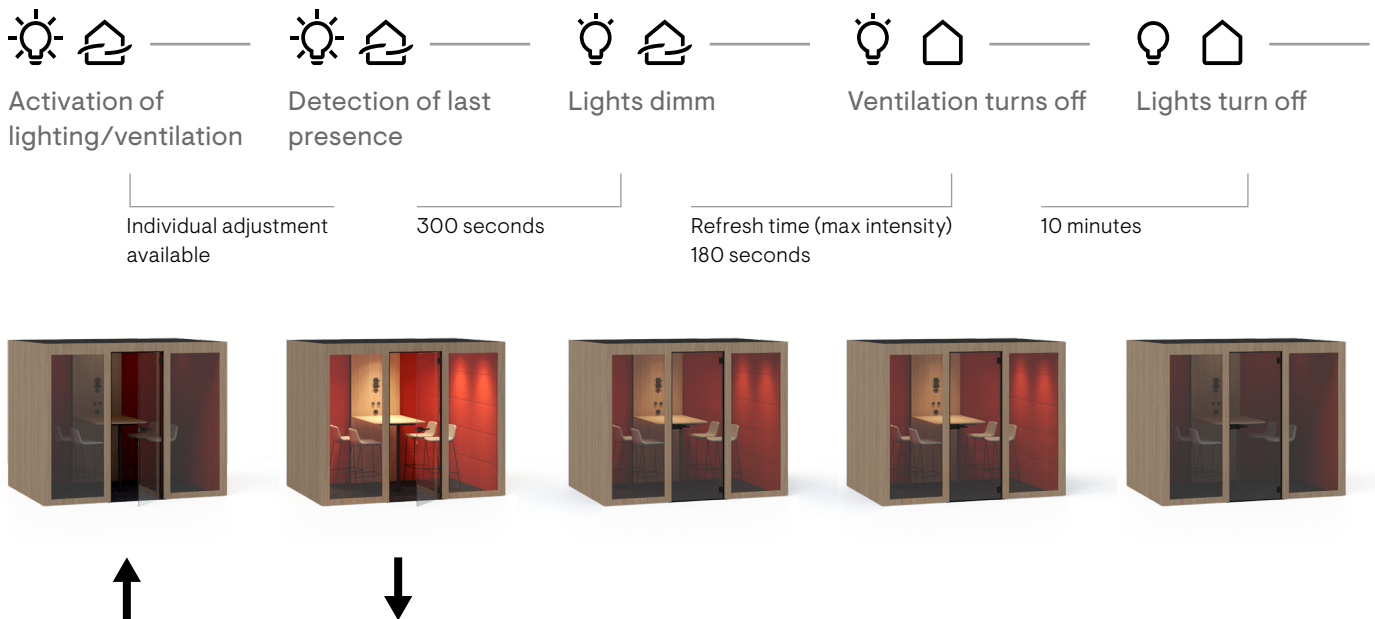 Activation of
lighting/ventilation
Detection of last
presence
Lights dimm
Ventilation turns off
Lights turn off
Individual adjustment
available
300 seconds
Refresh time (max intensity)
180 seconds
10 minutes